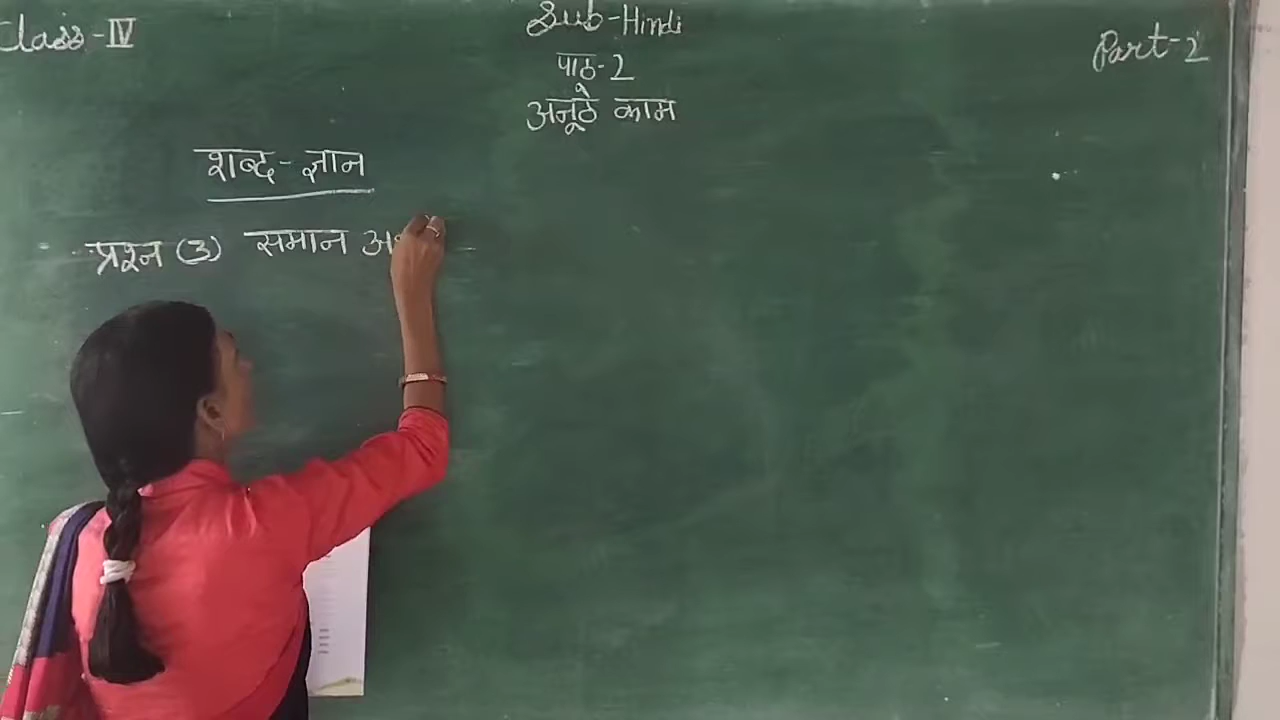 Class-IV
Sub-Hindi
Part-2
पाठ-2
अनूठे काम
शब्द-ज्ञान
प्रश्न (3) समान